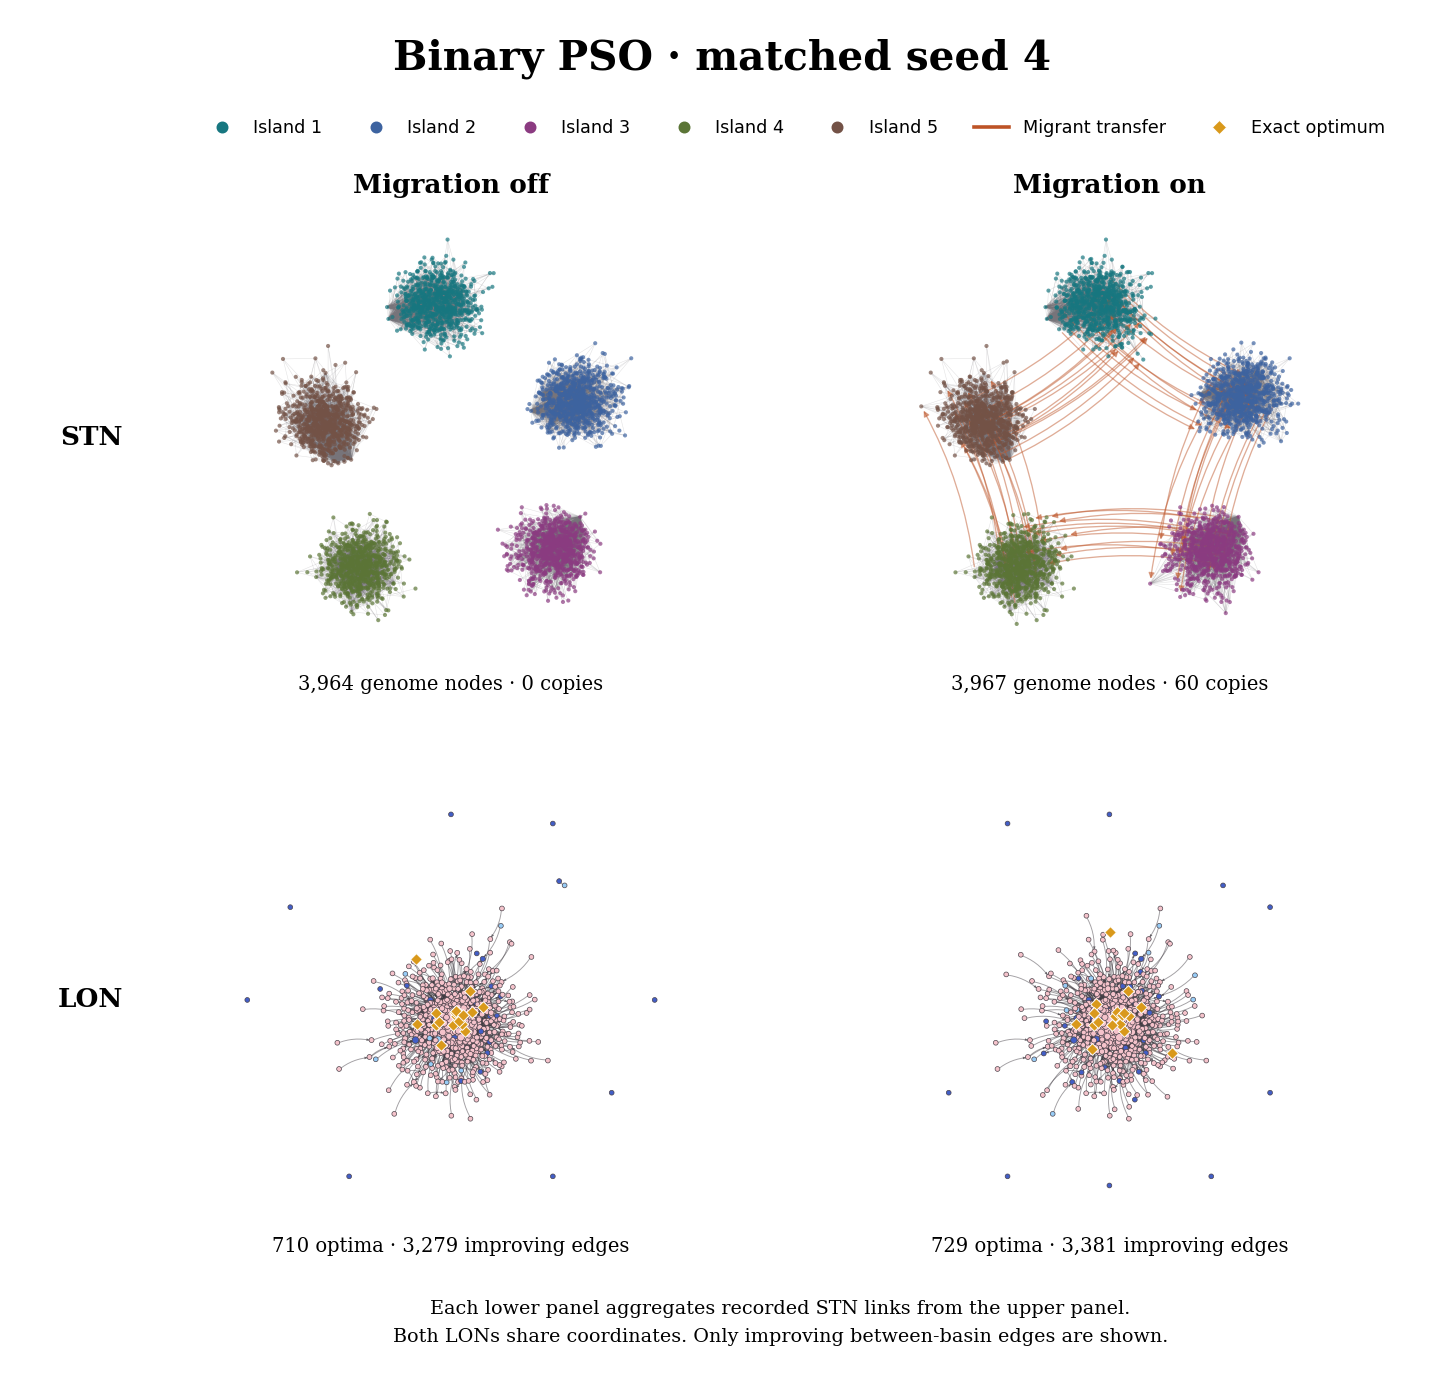 Binary PSO · matched seed 4
Island 1
Island 2
Island 3
Island 4
Island 5
Migrant transfer
Exact optimum
Migration off
Migration on
STN
3,964 genome nodes · 0 copies
3,967 genome nodes · 60 copies
LON
710 optima · 3,279 improving edges
729 optima · 3,381 improving edges
Each lower panel aggregates recorded STN links from the upper panel.
Both LONs share coordinates. Only improving between-basin edges are shown.